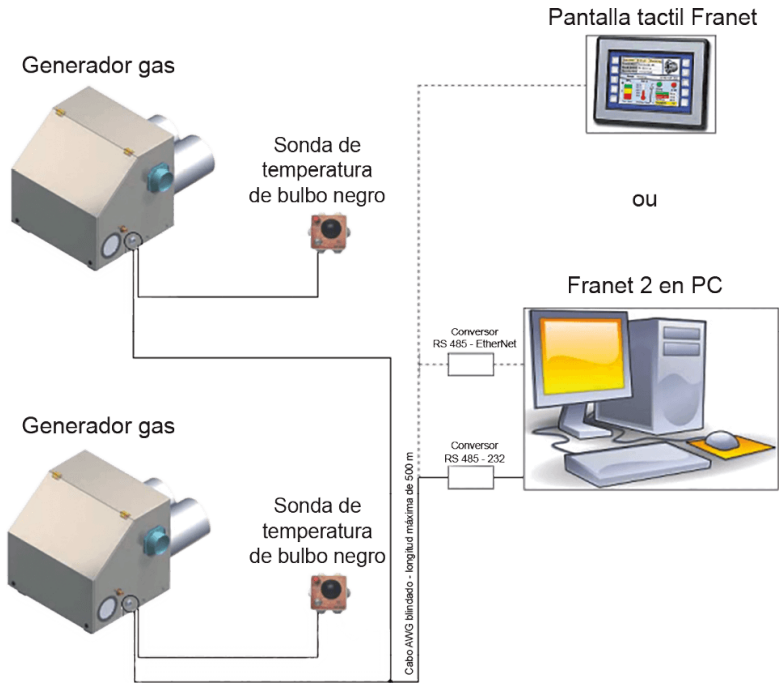 Pantalla tactil Franet
Generador gas
Sonda de
temperatura
de bulbo negro
ou
Franet 2 en PC
Conversor
RS 485 - EtherNet
Generador gas
Conversor
RS 485 - 232
Sonda de
temperatura
de bulbo negro
Cabo AWG blindado - longitud máxima de 500 m